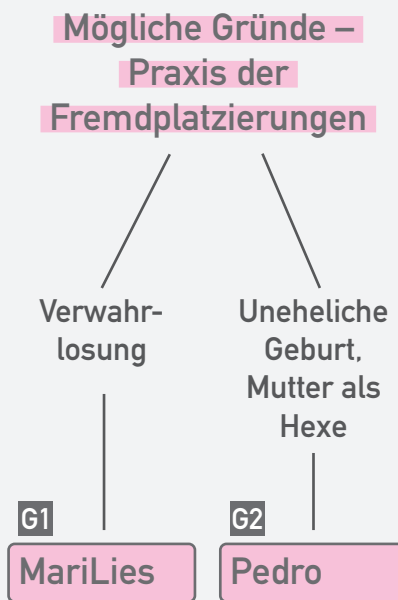 Mögliche Gründe –
Praxis der
Fremdplatzierungen
Verwahr-
losung
Uneheliche
Geburt,
Mutter als
Hexe
G1
MariLies
G2
Pedro